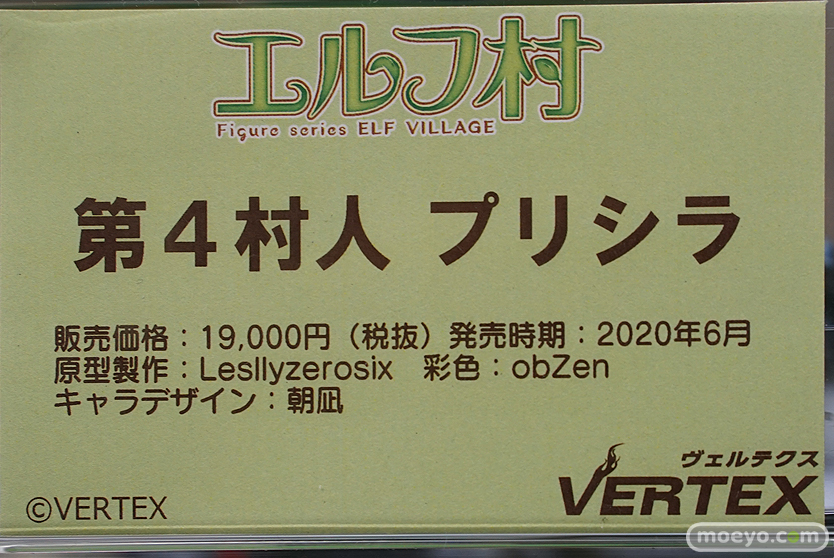 エルフ村
Figure series ELF VILLAGE
第4村人 プリシラ
販売価格：19,000円（税抜）発売時期：2020年6月
原型製作：Lesllyzerosix　彩色：obZen
キャラデザイン：朝凪
ヴェルテクス
VERTEX
©VERTEX
moeyo.com